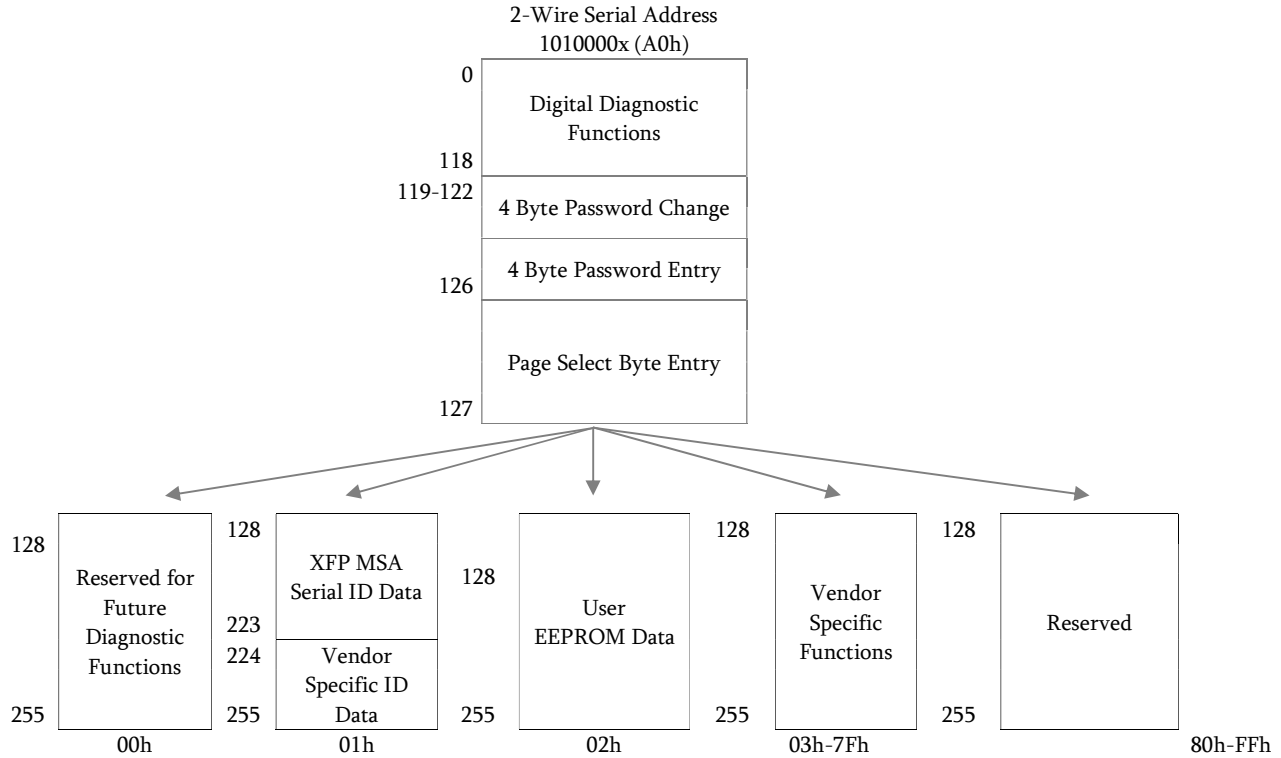 2-Wire Serial Address
1010000x (A0h)
0
Digital Diagnostic
Functions
118
119-122
4 Byte Password Change
4 Byte Password Entry
126
Page Select Byte Entry
127
128
Reserved for
Future
Diagnostic
Functions
255
00h
128
XFP MSA
Serial ID Data
223
224
Vendor
Specific ID
Data
255
01h
128
User
EEPROM Data
255
02h
128
Vendor
Specific
Functions
255
03h-7Fh
128
Reserved
255
80h-FFh